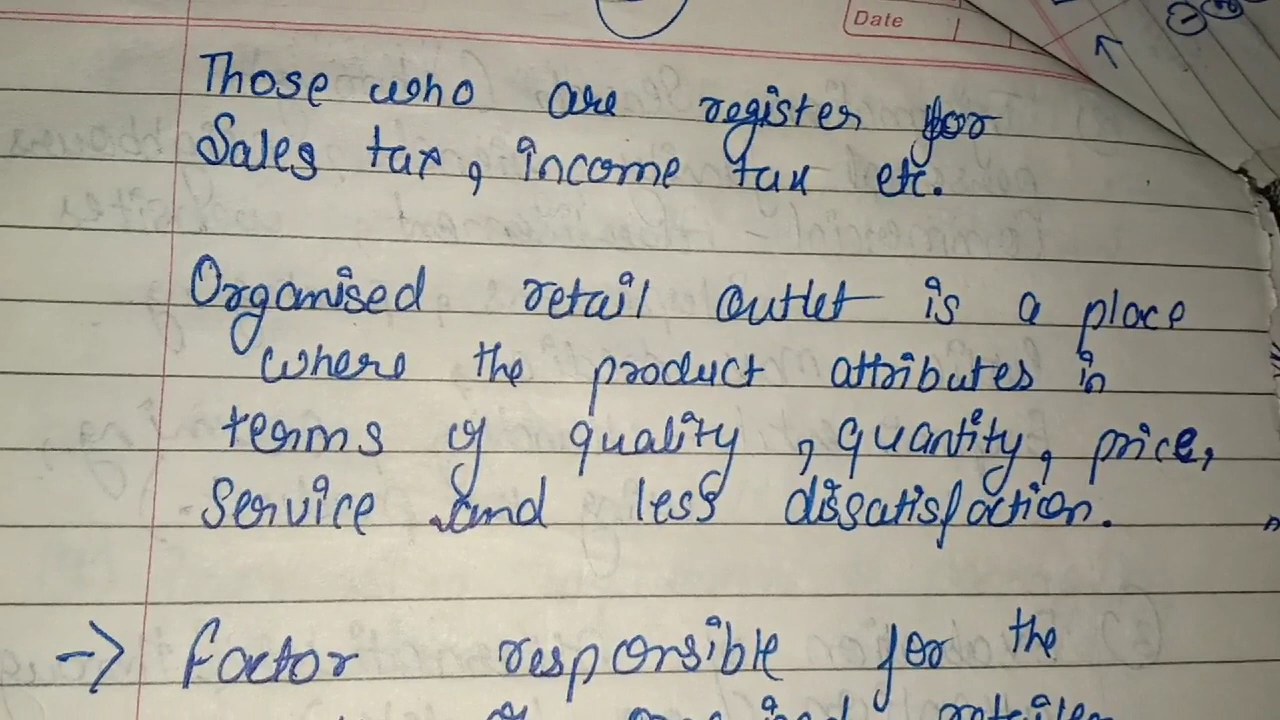 Date
Those who are register for
Sales tax, income tax etc.
Organised retail outlet is a place
where the product attributes in
terms of quality, quantity, price,
service and less dissatisfaction.
-> factor responsible for the